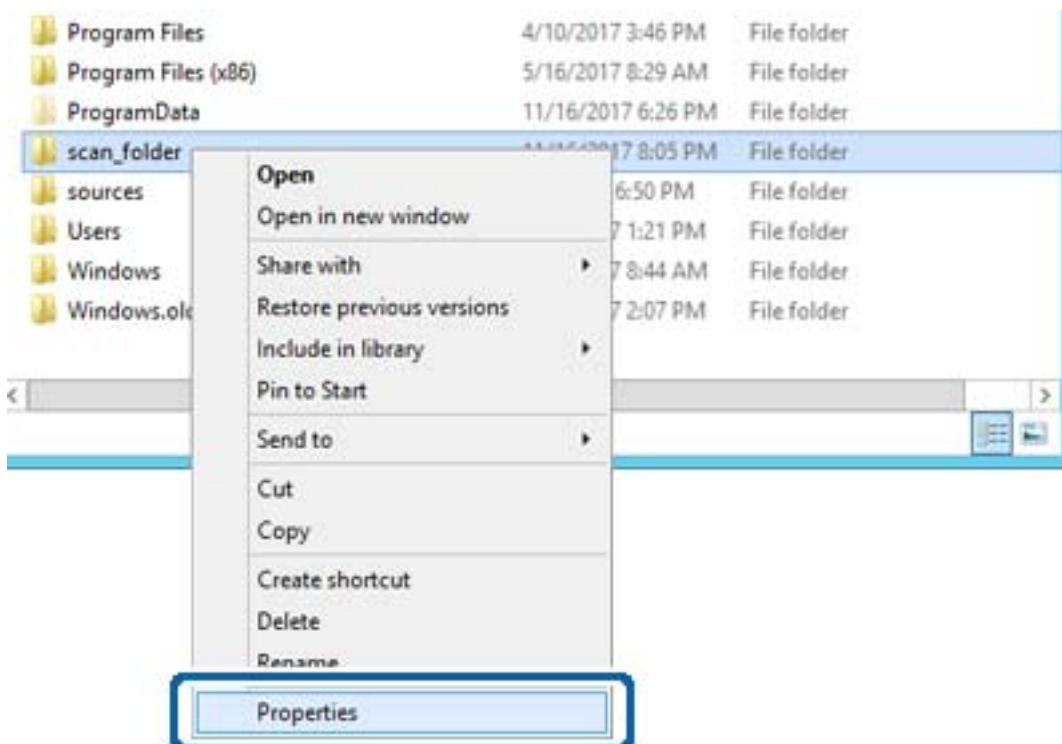 Program Files 4/10/2017 3:46 PM File folder
Program Files (x86) 5/16/2017 8:29 AM File folder
ProgramData 11/16/2017 6:26 PM File folder
scan_folder 17 8:05 PM File folder
sources 6:50 PM File folder
Users 7 1:21 PM File folder
Windows 7 8:44 AM File folder
Windows.old 7 2:07 PM File folder
Open
Open in new window
Share with
Restore previous versions
Include in library
Pin to Start
Send to
Cut
Copy
Create shortcut
Delete
Rename
Properties